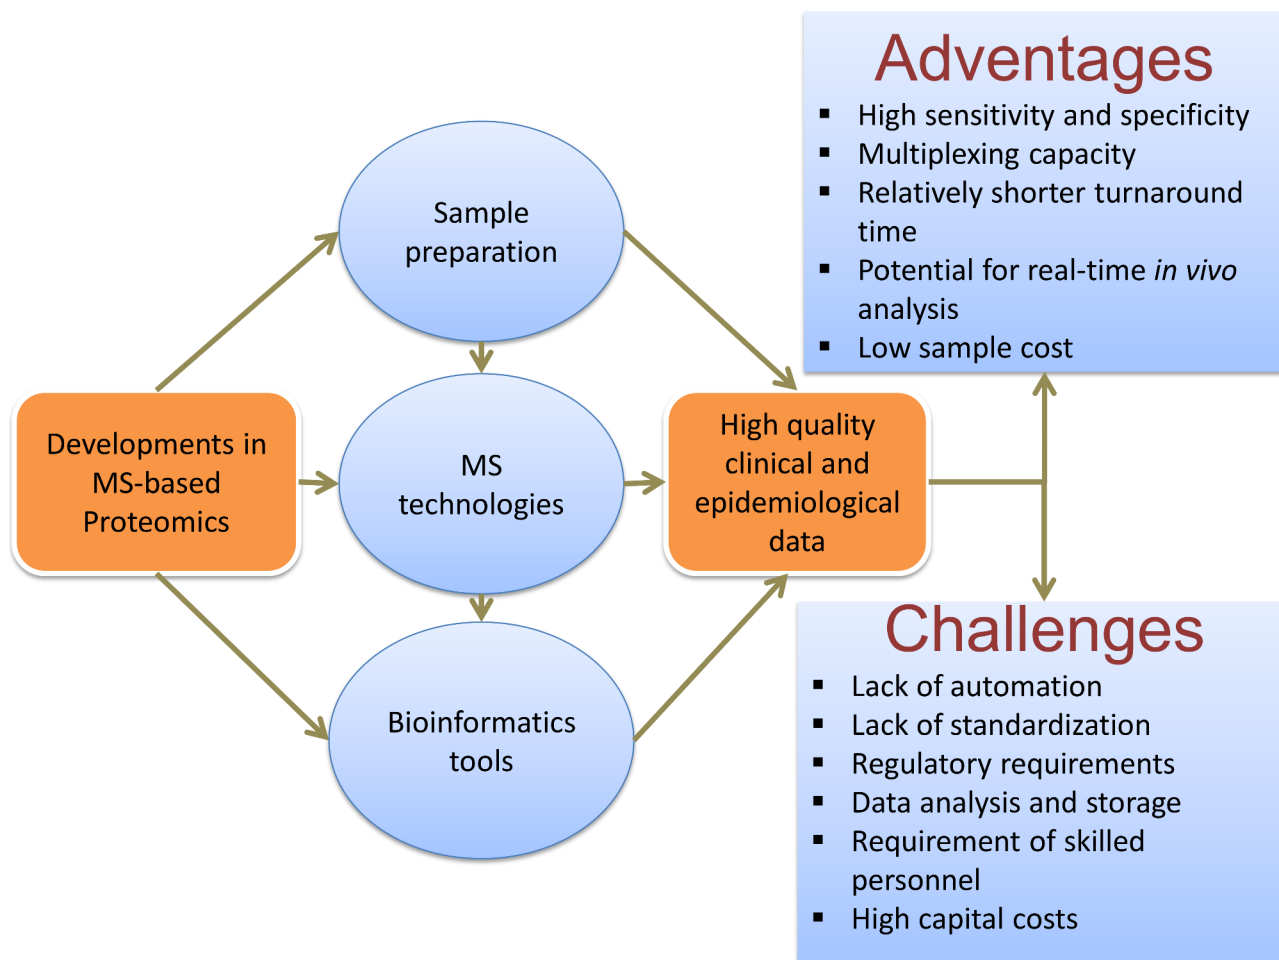 Sample
preparation
Developments in
MS-based
Proteomics
MS
technologies
Bioinformatics
tools
High quality
clinical and
epidemiological
data
Adventages
▪ High sensitivity and specificity
▪ Multiplexing capacity
▪ Relatively shorter turnaround
time
▪ Potential for real-time in vivo
analysis
▪ Low sample cost
Challenges
▪ Lack of automation
▪ Lack of standardization
▪ Regulatory requirements
▪ Data analysis and storage
▪ Requirement of skilled
personnel
▪ High capital costs